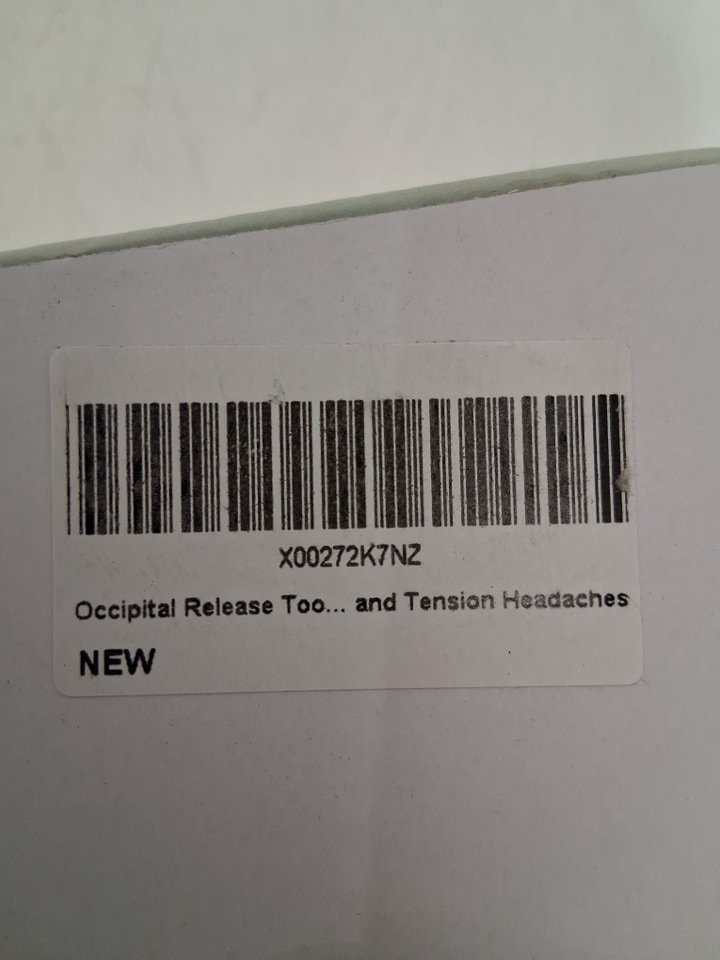 X00272K7NZ
Occipital Release Too... and Tension Headaches
NEW